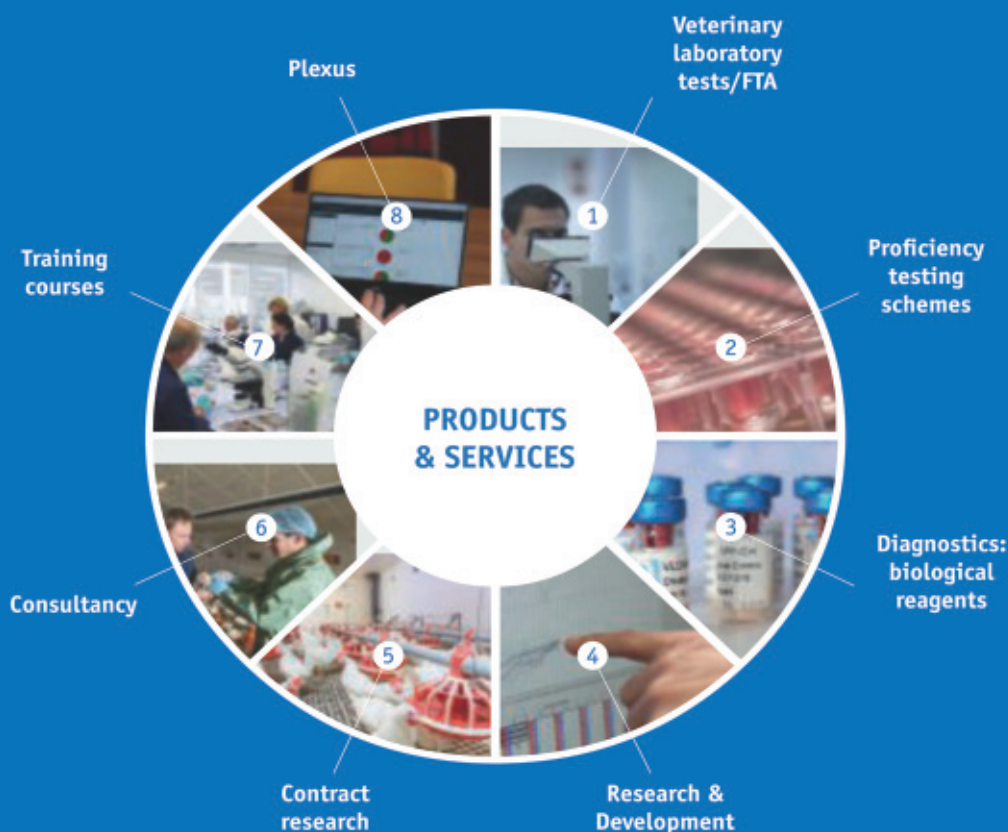 Veterinary
laboratory
tests/FTA
Plexus
Proficiency
testing
schemes
Training
courses
PRODUCTS
& SERVICES
Diagnostics:
biological
reagents
Consultancy
Contract
research
Research &
Development
1
2
3
4
5
6
7
8